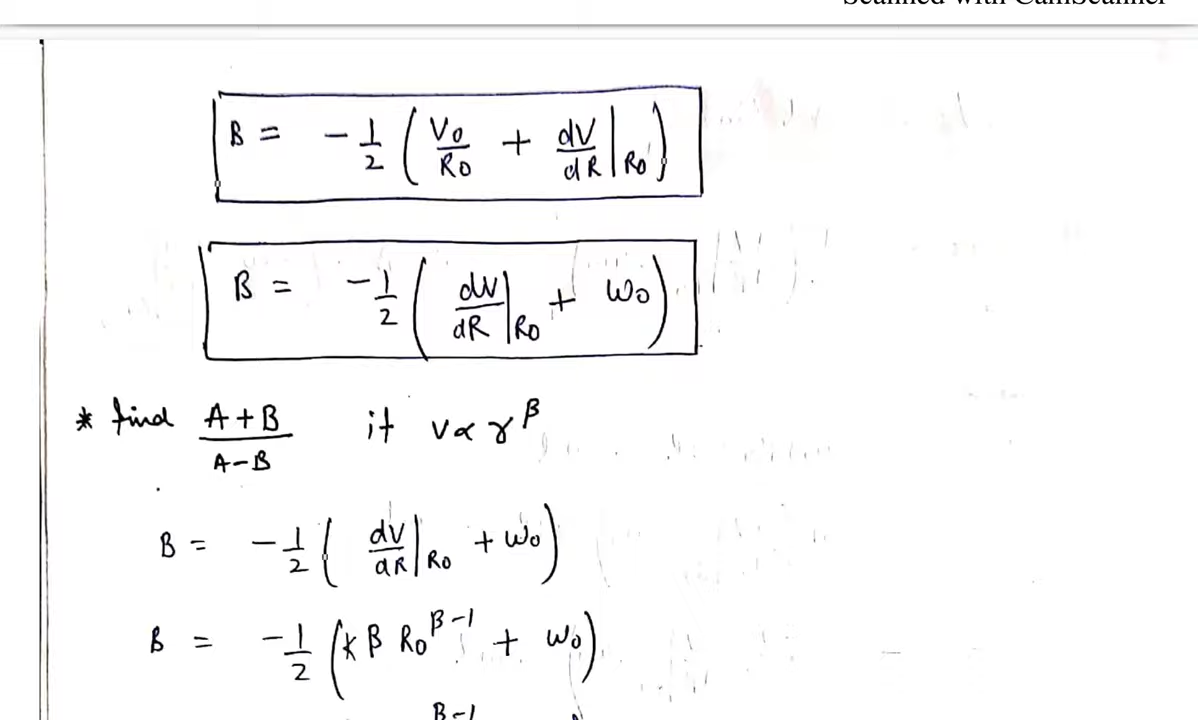 B = -1/2 ( V0/R0 + dV/dR |R0 )
B = -1/2 ( dV/dR |R0 + ω0 )
* find (A+B)/(A-B) if v ∝ r^β
B = -1/2 ( dV/dR |R0 + ω0 )
B = -1/2 ( K β R0^(β-1) + ω0 )
β-1